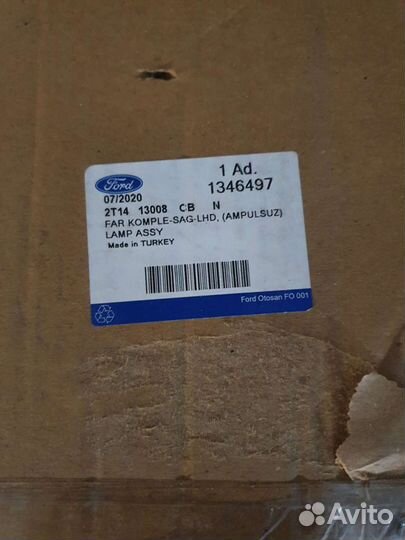 Ford
1 Ad.
07/2020
1346497
2T14 13008 CB N
FAR KOMPLE-SAG-LHD, (AMPULSUZ)
LAMP ASSY
Made in TURKEY
Ford Otosan FO 001
Avito